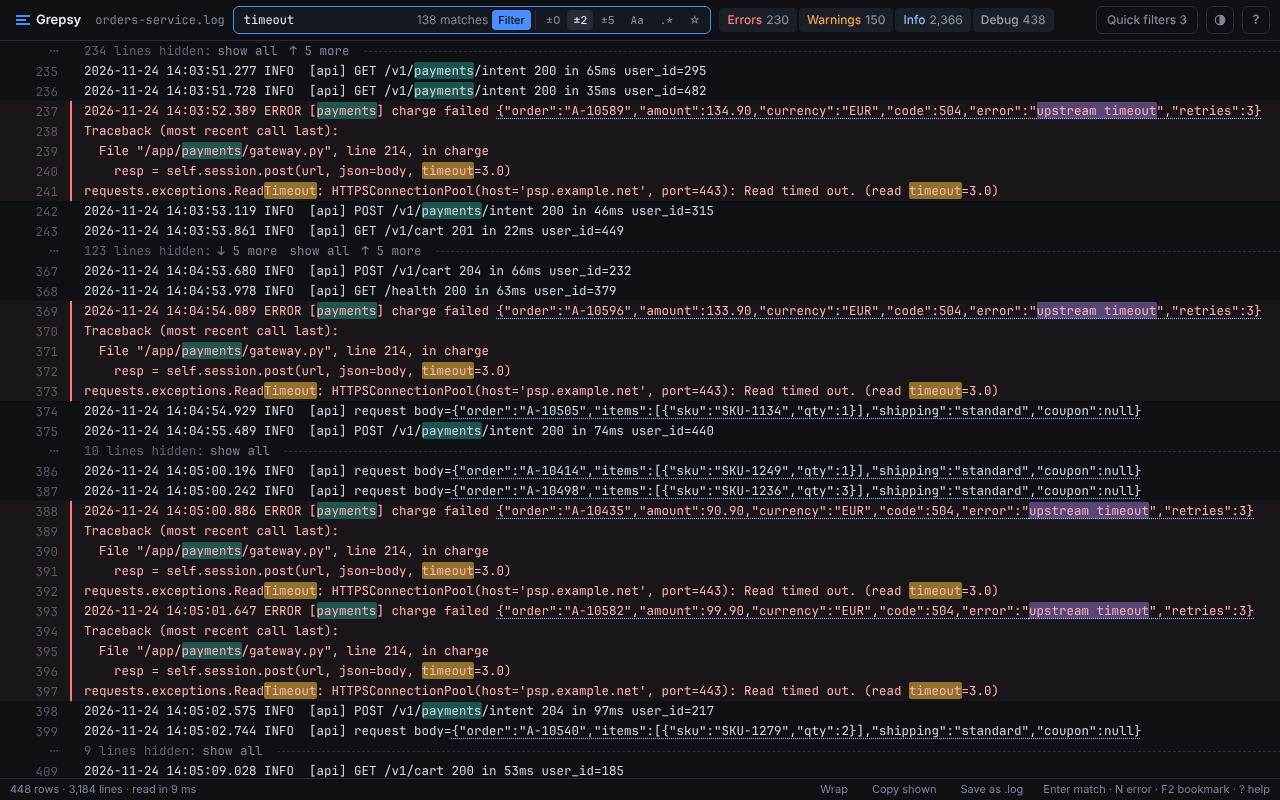 Grepsy orders-service.log timeout 138 matches Filter ±0 ±2 ±5 Aa .* ☆ Errors 230 Warnings 150 Info 2,366 Debug 438 Quick filters 3 ?
⋯ 234 lines hidden: show all ↑ 5 more
235 2026-11-24 14:03:51.277 INFO [api] GET /v1/payments/intent 200 in 65ms user_id=295
236 2026-11-24 14:03:51.728 INFO [api] GET /v1/payments/intent 200 in 35ms user_id=482
237 2026-11-24 14:03:52.389 ERROR [payments] charge failed {"order":"A-10589","amount":134.90,"currency":"EUR","code":504,"error":"upstream timeout","retries":3}
238 Traceback (most recent call last):
239 File "/app/payments/gateway.py", line 214, in charge
240 resp = self.session.post(url, json=body, timeout=3.0)
241 requests.exceptions.ReadTimeout: HTTPSConnectionPool(host='psp.example.net', port=443): Read timed out. (read timeout=3.0)
242 2026-11-24 14:03:53.119 INFO [api] POST /v1/payments/intent 200 in 46ms user_id=315
243 2026-11-24 14:03:53.861 INFO [api] GET /v1/cart 201 in 22ms user_id=449
⋯ 123 lines hidden: ↓ 5 more show all ↑ 5 more
367 2026-11-24 14:04:53.680 INFO [api] POST /v1/cart 204 in 66ms user_id=232
368 2026-11-24 14:04:53.978 INFO [api] GET /health 200 in 63ms user_id=379
369 2026-11-24 14:04:54.089 ERROR [payments] charge failed {"order":"A-10596","amount":133.90,"currency":"EUR","code":504,"error":"upstream timeout","retries":3}
370 Traceback (most recent call last):
371 File "/app/payments/gateway.py", line 214, in charge
372 resp = self.session.post(url, json=body, timeout=3.0)
373 requests.exceptions.ReadTimeout: HTTPSConnectionPool(host='psp.example.net', port=443): Read timed out. (read timeout=3.0)
374 2026-11-24 14:04:54.929 INFO [api] request body={"order":"A-10505","items":[{"sku":"SKU-1134","qty":1}],"shipping":"standard","coupon":null}
375 2026-11-24 14:04:55.489 INFO [api] POST /v1/payments/intent 200 in 74ms user_id=440
⋯ 10 lines hidden: show all
386 2026-11-24 14:05:00.196 INFO [api] request body={"order":"A-10414","items":[{"sku":"SKU-1249","qty":1}],"shipping":"standard","coupon":null}
387 2026-11-24 14:05:00.242 INFO [api] request body={"order":"A-10498","items":[{"sku":"SKU-1236","qty":3}],"shipping":"standard","coupon":null}
388 2026-11-24 14:05:00.886 ERROR [payments] charge failed {"order":"A-10435","amount":90.90,"currency":"EUR","code":504,"error":"upstream timeout","retries":3}
389 Traceback (most recent call last):
390 File "/app/payments/gateway.py", line 214, in charge
391 resp = self.session.post(url, json=body, timeout=3.0)
392 requests.exceptions.ReadTimeout: HTTPSConnectionPool(host='psp.example.net', port=443): Read timed out. (read timeout=3.0)
393 2026-11-24 14:05:01.647 ERROR [payments] charge failed {"order":"A-10582","amount":99.90,"currency":"EUR","code":504,"error":"upstream timeout","retries":3}
394 Traceback (most recent call last):
395 File "/app/payments/gateway.py", line 214, in charge
396 resp = self.session.post(url, json=body, timeout=3.0)
397 requests.exceptions.ReadTimeout: HTTPSConnectionPool(host='psp.example.net', port=443): Read timed out. (read timeout=3.0)
398 2026-11-24 14:05:02.575 INFO [api] POST /v1/payments/intent 204 in 97ms user_id=217
399 2026-11-24 14:05:02.744 INFO [api] request body={"order":"A-10540","items":[{"sku":"SKU-1279","qty":2}],"shipping":"standard","coupon":null}
⋯ 9 lines hidden: show all
409 2026-11-24 14:05:09.028 INFO [api] GET /v1/cart 200 in 53ms user_id=185
448 rows · 3,184 lines · read in 9 ms Wrap Copy shown Save as .log Enter match · N error · F2 bookmark · ? help